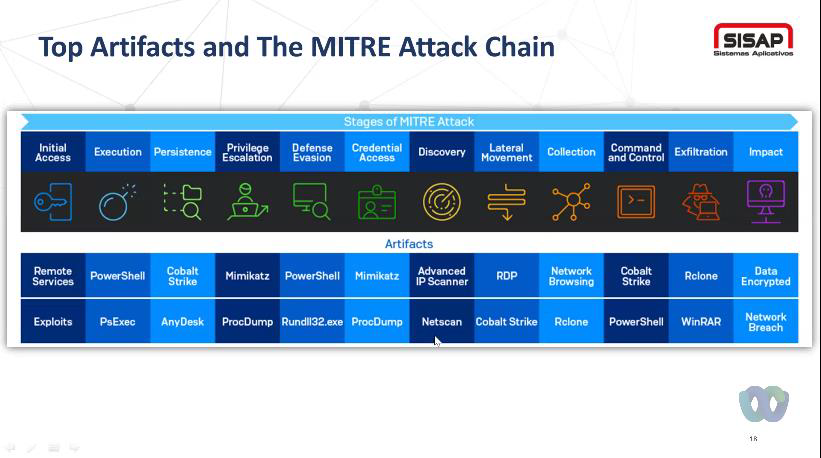 Top Artifacts and The MITRE Attack Chain
SISAP
Sistemas Aplicativos
Stages of MITRE Attack
Initial Access
Execution
Persistence
Privilege Escalation
Defense Evasion
Credential Access
Discovery
Lateral Movement
Collection
Command and Control
Exfiltration
Impact
Artifacts
Remote Services
PowerShell
Cobalt Strike
Mimikatz
PowerShell
Mimikatz
Advanced IP Scanner
RDP
Network Browsing
Cobalt Strike
Rclone
Data Encrypted
Exploits
PsExec
AnyDesk
ProcDump
Rundll32.exe
ProcDump
Netscan
Cobalt Strike
Rclone
PowerShell
WinRAR
Network Breach
16